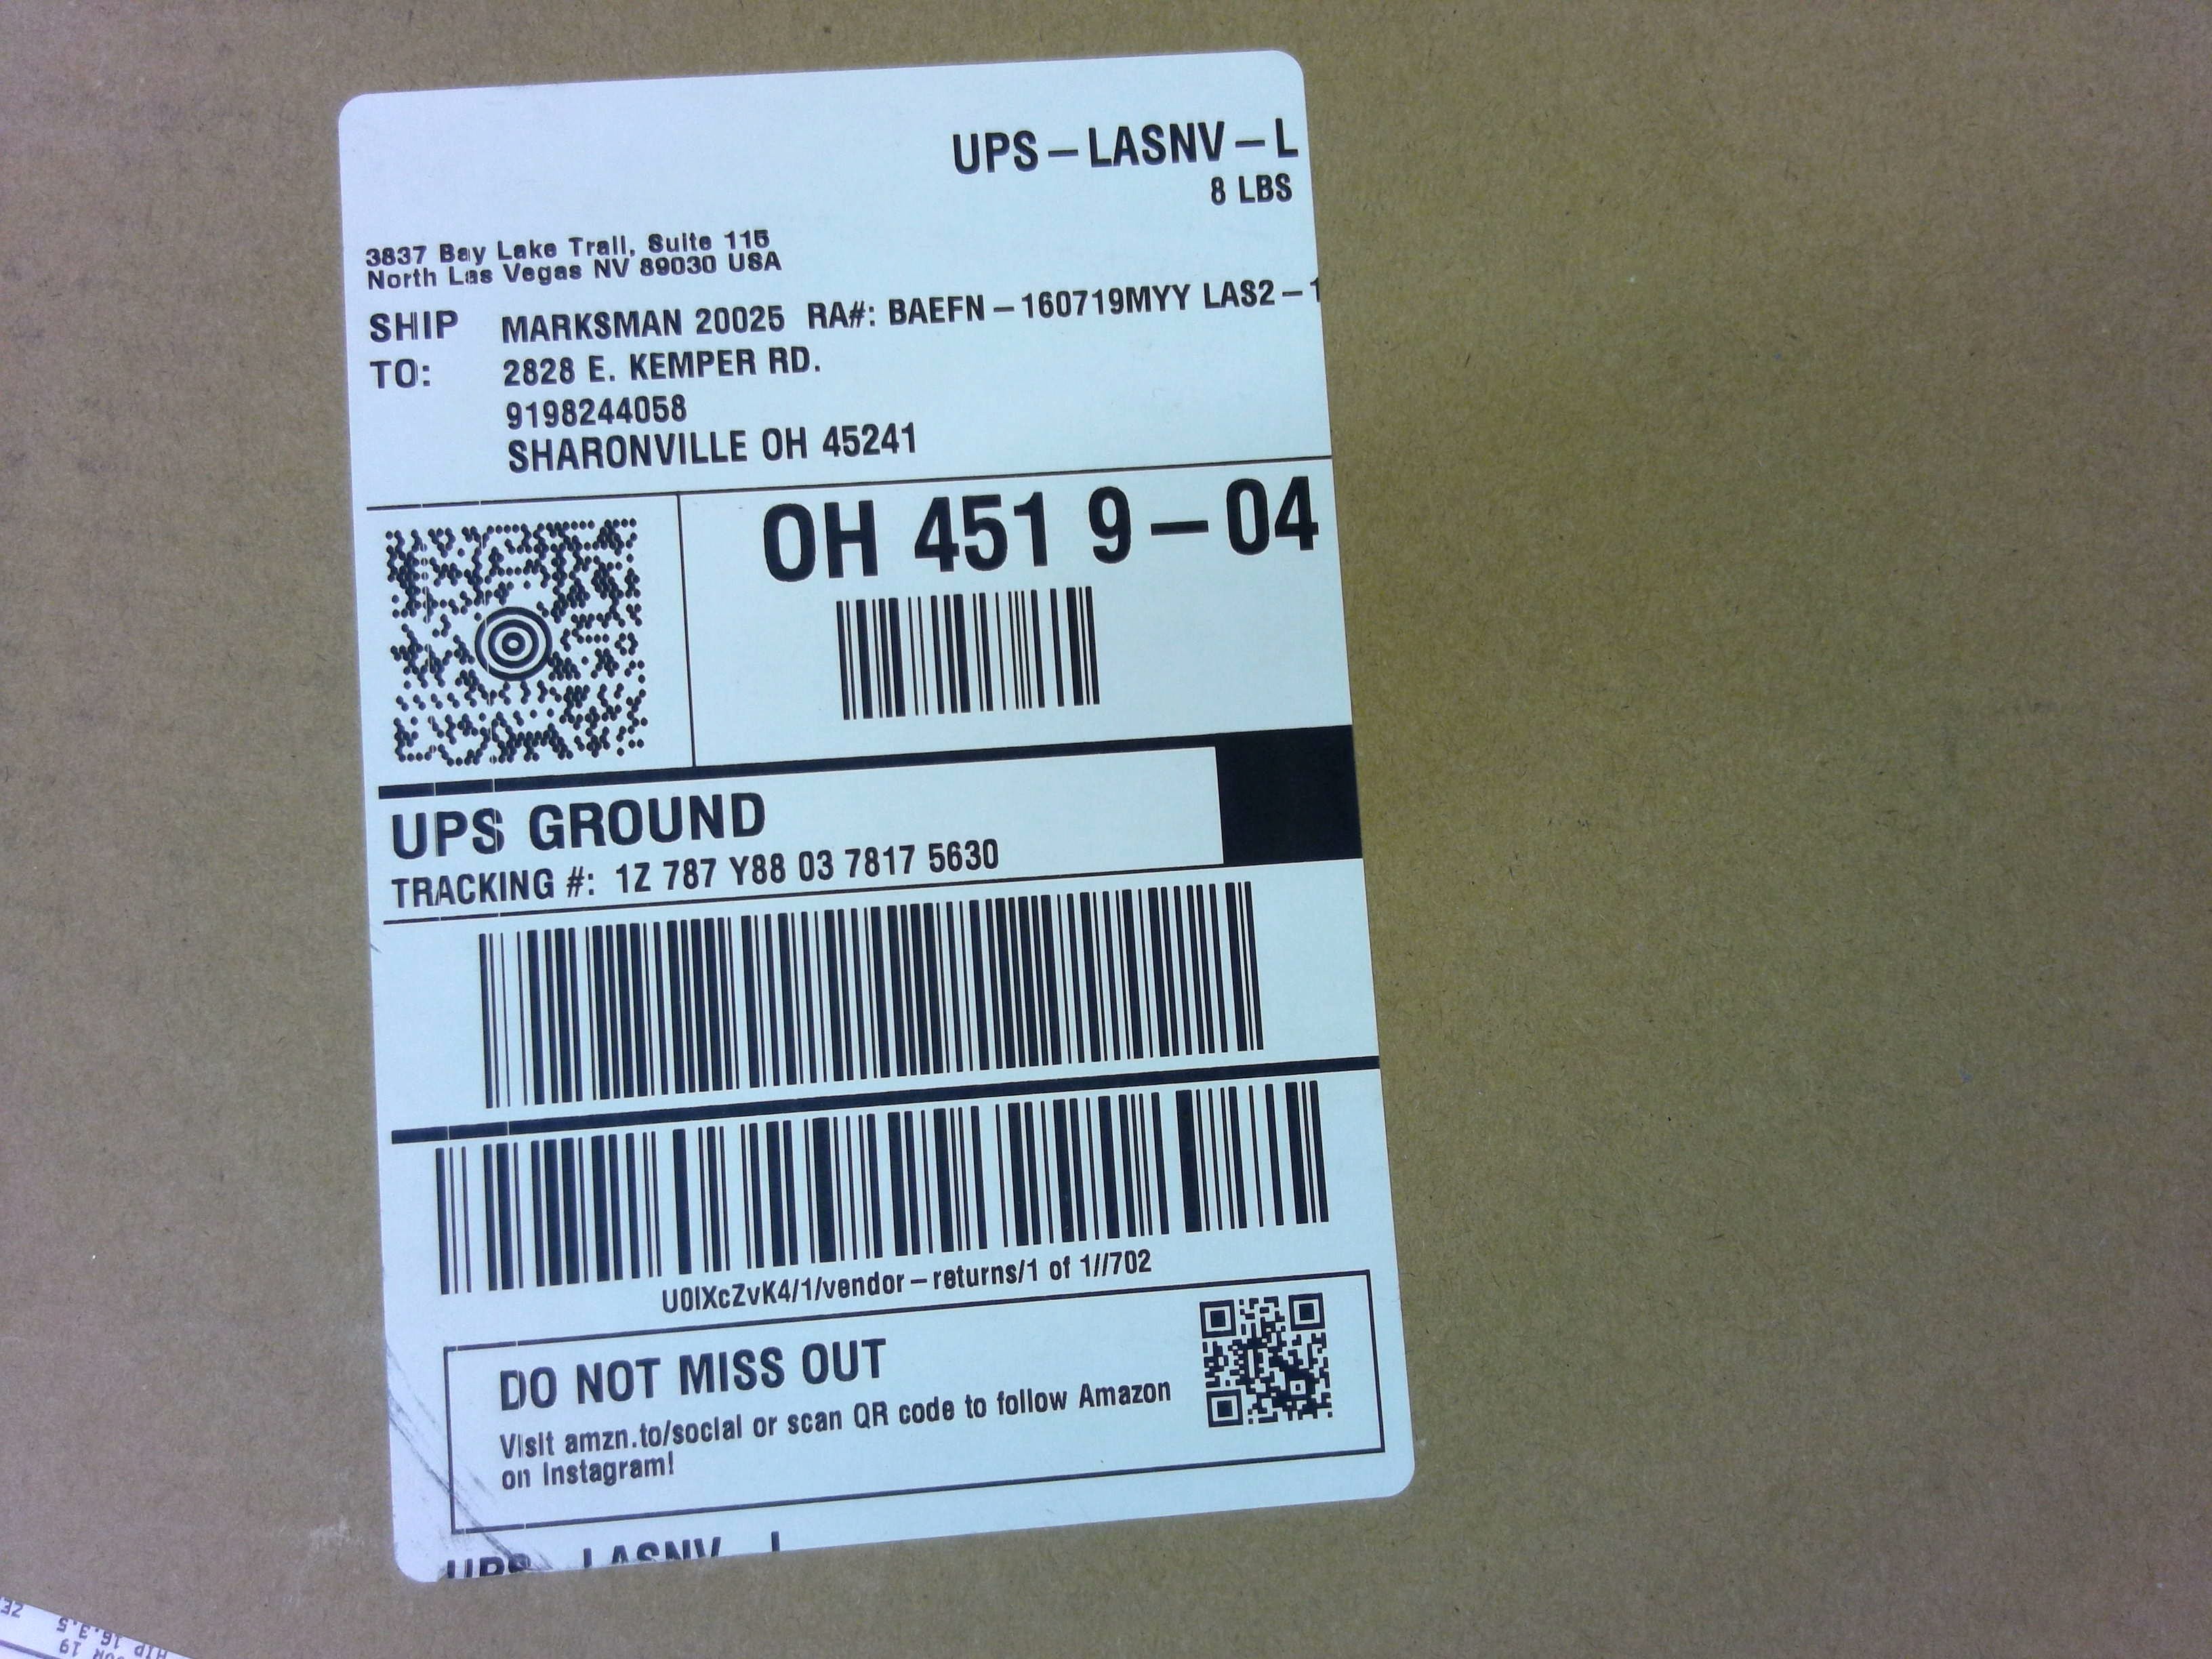 UPS-LASNV-L
8 LBS
3837 Bay Lake Trail, Suite 115
North Las Vegas NV 89030 USA
SHIP TO:
MARKSMAN 20025 RA#: BAEFN-160719MYY LAS2-1
2828 E. KEMPER RD.
9198244058
SHARONVILLE OH 45241
OH 451 9-04
UPS GROUND
TRACKING #: 1Z 787 Y88 03 7817 5630
U0IXcZvK4/1/vendor-returns/1 of 1//702
DO NOT MISS OUT
Visit amzn.to/social or scan QR code to follow Amazon
on Instagram!
UPS LASNV L